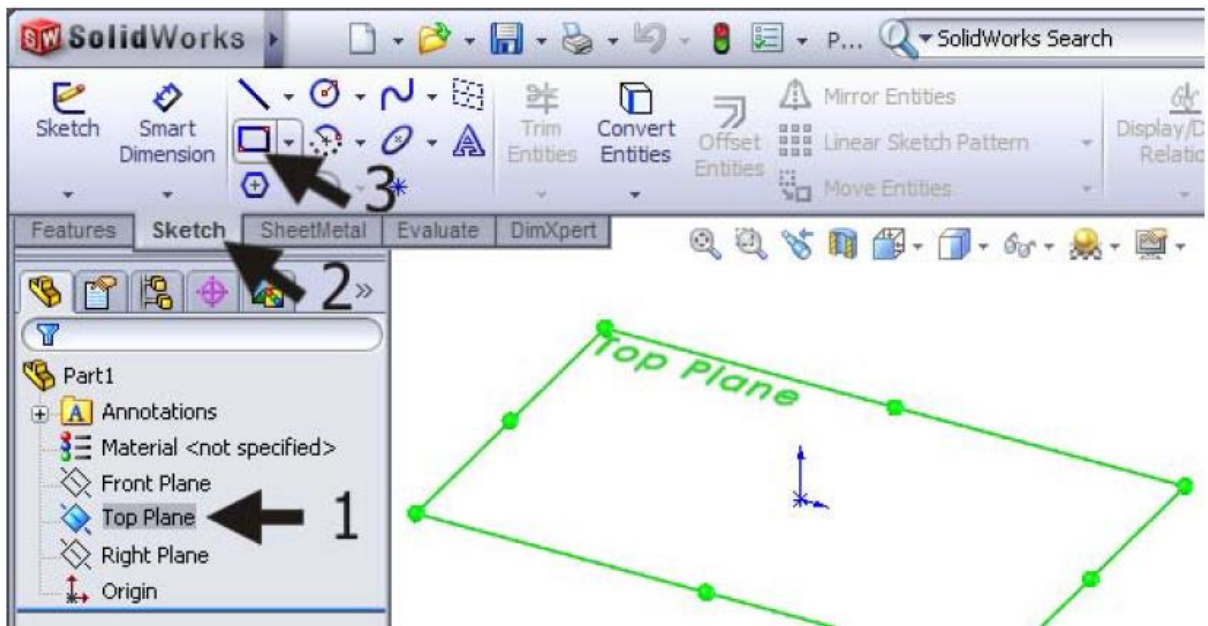 SW SolidWorks
P...
SolidWorks Search
Sketch
Smart Dimension
Trim Entities
Convert Entities
Offset Entities
Mirror Entities
Linear Sketch Pattern
Move Entities
Display/D
Relatio
3
Features Sketch SheetMetal Evaluate DimXpert
2 »
Part1
A Annotations
Material <not specified>
Front Plane
Top Plane
1
Right Plane
Origin
Top Plane